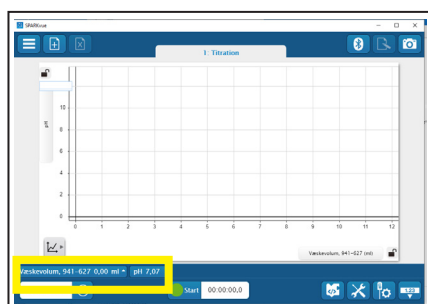 SPARKvue
1: Titration
pH
10
8
6
4
2
0
0 1 2 3 4 5 6 7 8 9 10 11 12
Væskevolum, 941-627 (ml)
Væskevolum, 941-627 0,00 ml pH 7,07
Start 00:00:00,0
1.23